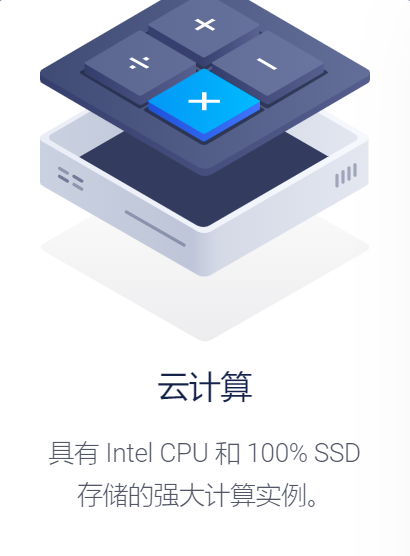 × ÷ − +
云计算
具有 Intel CPU 和 100% SSD
存储的强大计算实例。